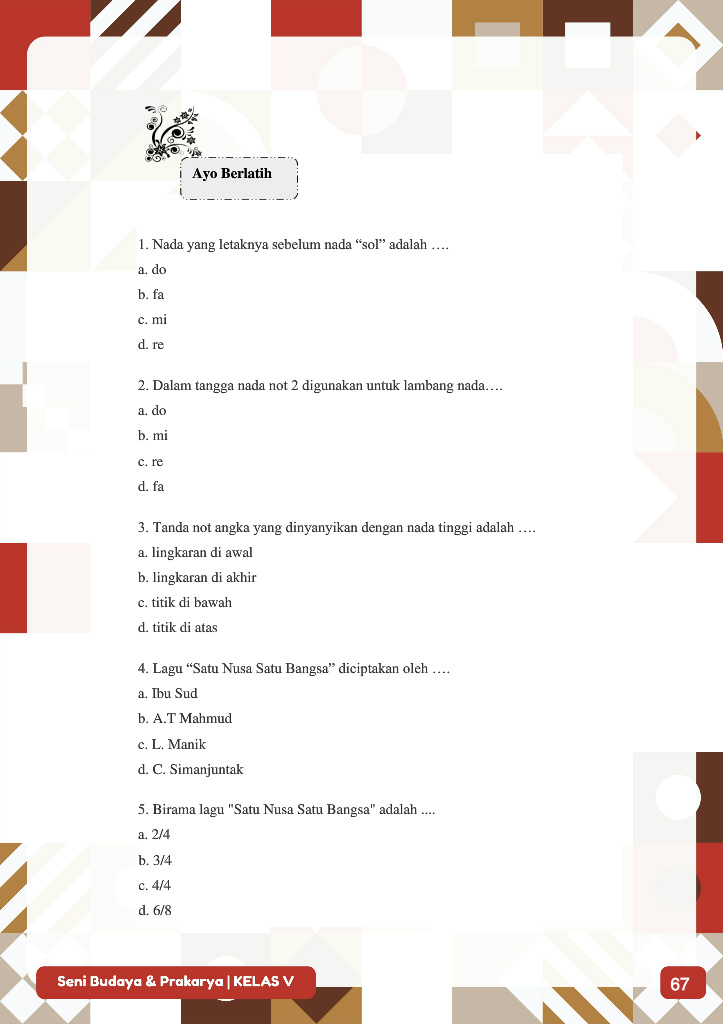 Ayo Berlatih
1. Nada yang letaknya sebelum nada “sol” adalah ….
a. do
b. fa
c. mi
d. re
2. Dalam tangga nada not 2 digunakan untuk lambang nada….
a. do
b. mi
c. re
d. fa
3. Tanda not angka yang dinyanyikan dengan nada tinggi adalah ….
a. lingkaran di awal
b. lingkaran di akhir
c. titik di bawah
d. titik di atas
4. Lagu “Satu Nusa Satu Bangsa” diciptakan oleh ….
a. Ibu Sud
b. A.T Mahmud
c. L. Manik
d. C. Simanjuntak
5. Birama lagu "Satu Nusa Satu Bangsa" adalah ....
a. 2/4
b. 3/4
c. 4/4
d. 6/8
Seni Budaya & Prakarya | KELAS V
67